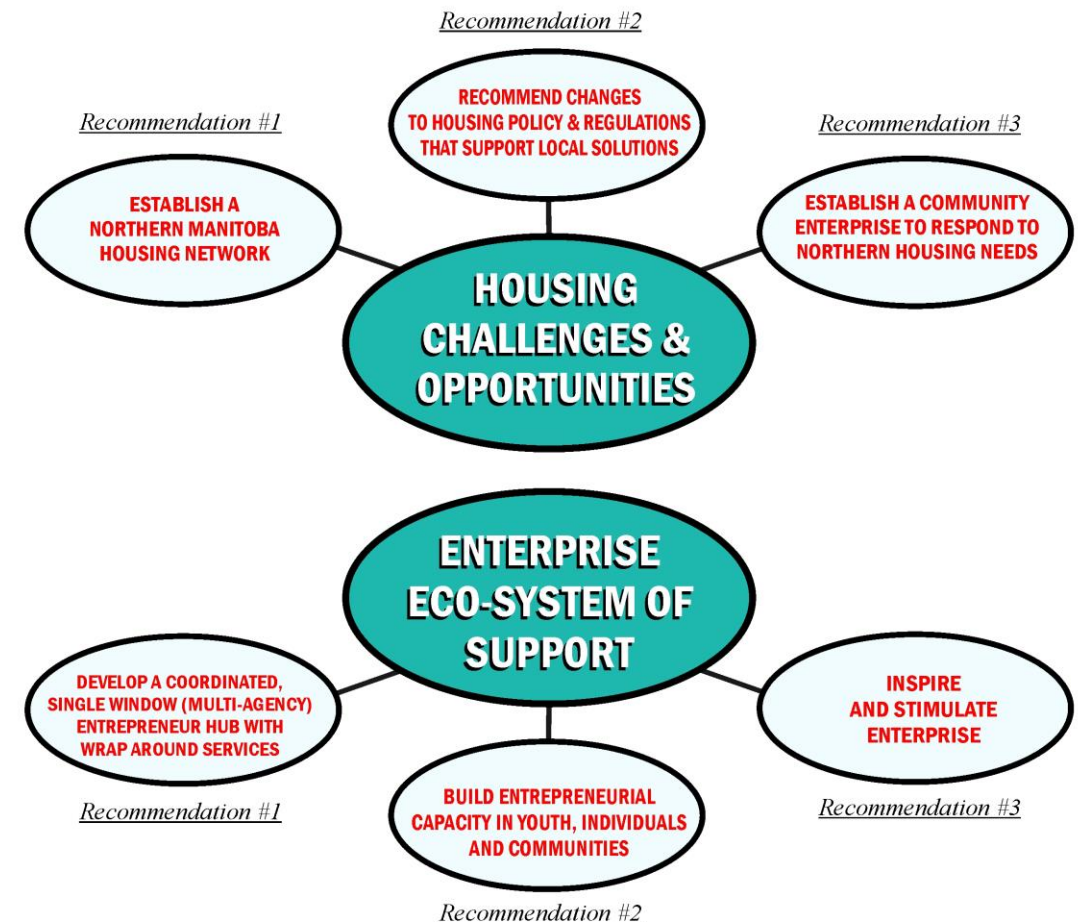 Recommendation #2
RECOMMEND CHANGES
TO HOUSING POLICY & REGULATIONS
THAT SUPPORT LOCAL SOLUTIONS
Recommendation #1
ESTABLISH A
NORTHERN MANITOBA
HOUSING NETWORK
Recommendation #3
ESTABLISH A COMMUNITY
ENTERPRISE TO RESPOND TO
NORTHERN HOUSING NEEDS
HOUSING
CHALLENGES &
OPPORTUNITIES
ENTERPRISE
ECO-SYSTEM OF
SUPPORT
DEVELOP A COORDINATED,
SINGLE WINDOW (MULTI-AGENCY)
ENTREPRENEUR HUB WITH
WRAP AROUND SERVICES
Recommendation #1
BUILD ENTREPRENEURIAL
CAPACITY IN YOUTH, INDIVIDUALS
AND COMMUNITIES
Recommendation #2
INSPIRE
AND STIMULATE
ENTERPRISE
Recommendation #3